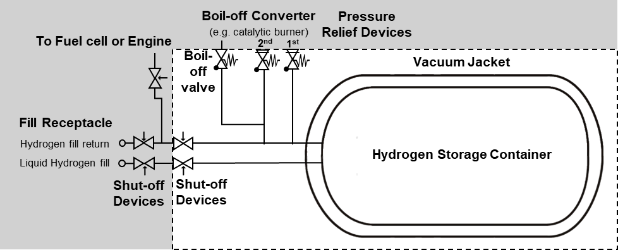 Boil-off Converter
(e.g. catalytic burner)
Pressure
Relief Devices
2nd
1st
To Fuel cell or Engine
Boil-
off
valve
Vacuum Jacket
Fill Receptacle
Hydrogen fill return
Liquid Hydrogen fill
Hydrogen Storage Container
Shut-off
Devices
Shut-off
Devices